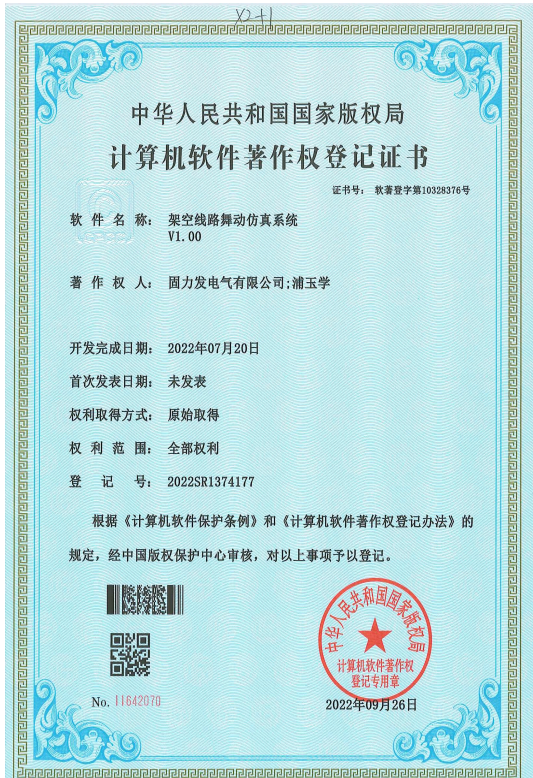 X2+1
中华人民共和国国家版权局
计算机软件著作权登记证书
证书号: 软著登字第10328376号
软件名称: 架空线路舞动仿真系统
V1.00
著作权人: 固力发电气有限公司;浦玉学
开发完成日期: 2022年07月20日
首次发表日期: 未发表
权利取得方式: 原始取得
权利范围: 全部权利
登记号: 2022SR1374177
根据《计算机软件保护条例》和《计算机软件著作权登记办法》的
规定，经中国版权保护中心审核，对以上事项予以登记。
中华人民共和国国家版权局
计算机软件著作权
登记专用章
No. 11642070
2022年09月26日